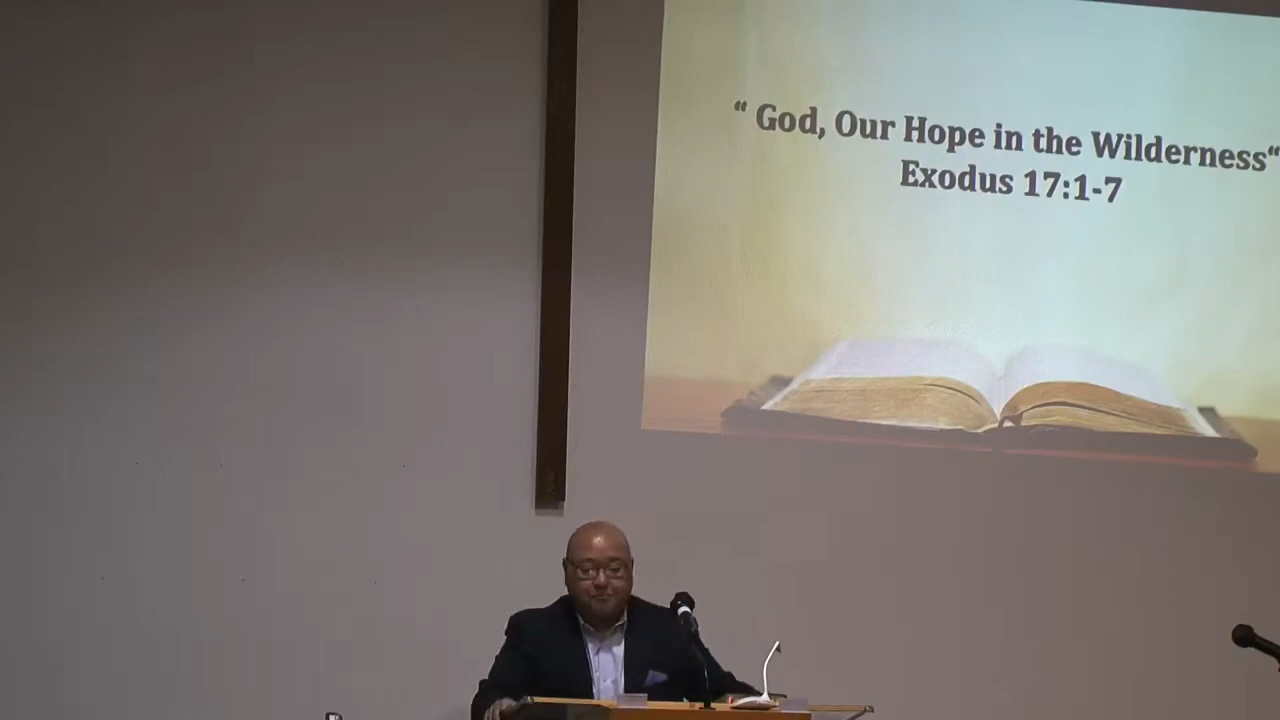 “ God, Our Hope in the Wilderness“
Exodus 17:1-7